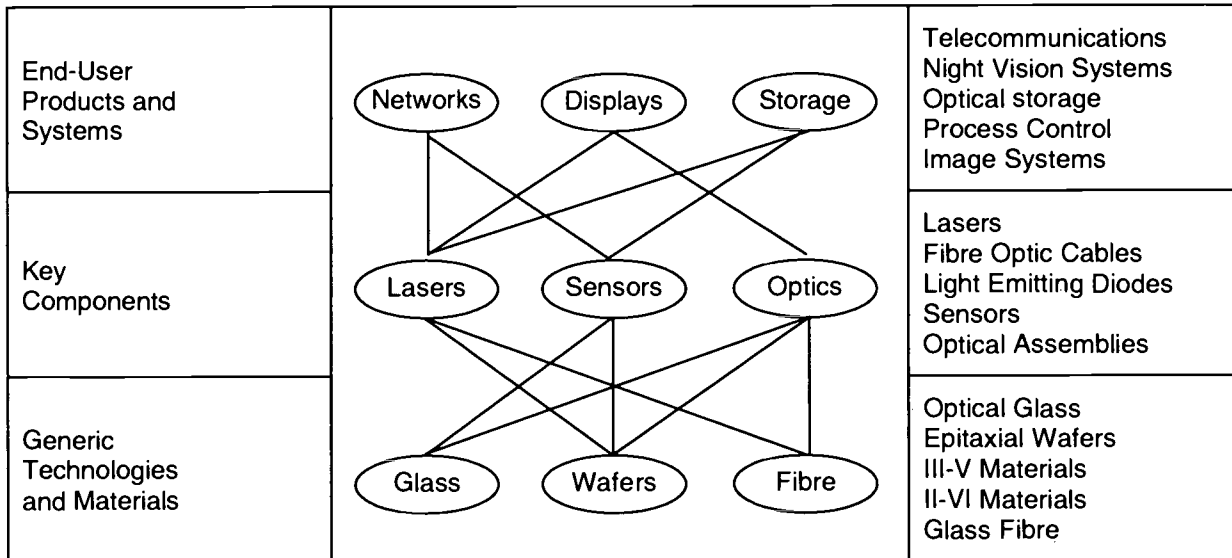 End-User
Products and
Systems
Networks
Displays
Storage
Telecommunications
Night Vision Systems
Optical storage
Process Control
Image Systems
Key
Components
Lasers
Sensors
Optics
Lasers
Fibre Optic Cables
Light Emitting Diodes
Sensors
Optical Assemblies
Generic
Technologies
and Materials
Glass
Wafers
Fibre
Optical Glass
Epitaxial Wafers
III-V Materials
II-VI Materials
Glass Fibre